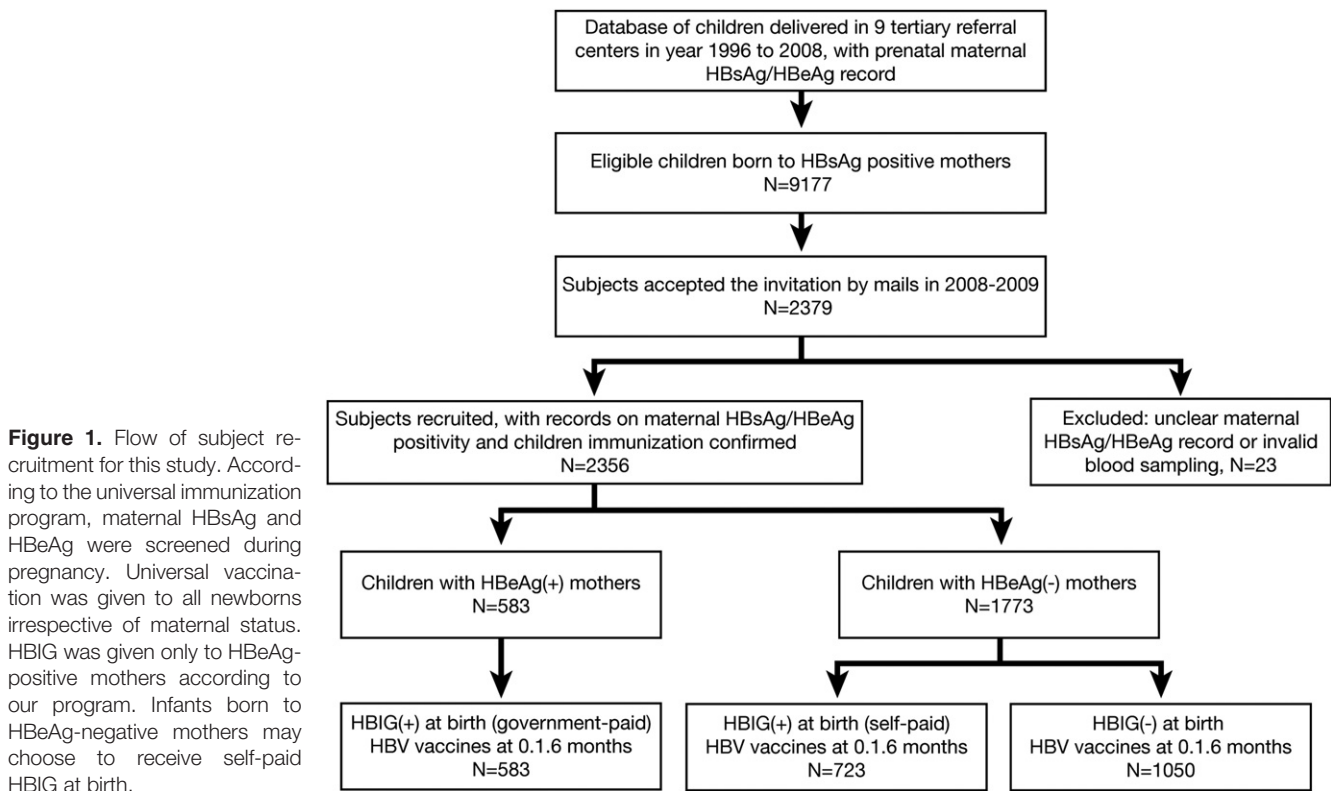 Database of children delivered in 9 tertiary referral
centers in year 1996 to 2008, with prenatal maternal
HBsAg/HBeAg record
Eligible children born to HBsAg positive mothers
N=9177
Subjects accepted the invitation by mails in 2008-2009
N=2379
Subjects recruited, with records on maternal HBsAg/HBeAg
positivity and children immunization confirmed
N=2356
Excluded: unclear maternal
HBsAg/HBeAg record or invalid
blood sampling, N=23
Children with HBeAg(+) mothers
N=583
Children with HBeAg(-) mothers
N=1773
HBIG(+) at birth (government-paid)
HBV vaccines at 0.1.6 months
N=583
HBIG(+) at birth (self-paid)
HBV vaccines at 0.1.6 months
N=723
HBIG(-) at birth
HBV vaccines at 0.1.6 months
N=1050
Figure 1. Flow of subject re-
cruitment for this study. Accord-
ing to the universal immunization
program, maternal HBsAg and
HBeAg were screened during
pregnancy. Universal vaccina-
tion was given to all newborns
irrespective of maternal status.
HBIG was given only to HBeAg-
positive mothers according to
our program. Infants born to
HBeAg-negative mothers may
choose to receive self-paid
HBIG at birth.